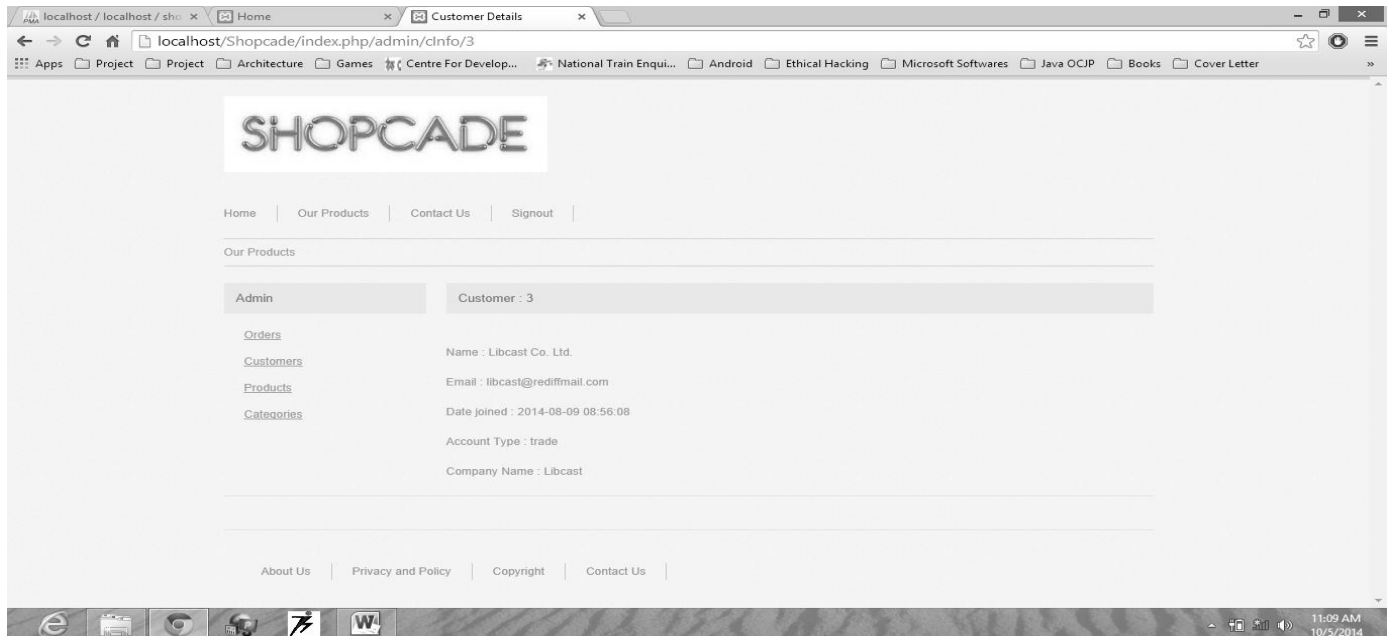 localhost / localhost / sho
Home
Customer Details
localhost/Shopcade/index.php/admin/cInfo/3
Apps Project Project Architecture Games Centre For Develop... National Train Enqui... Android Ethical Hacking Microsoft Softwares Java OCJP Books Cover Letter »
SHOPCADE
Home Our Products Contact Us Signout
Our Products
Admin
Orders
Customers
Products
Categories
Customer : 3
Name : Libcast Co. Ltd.
Email : libcast@rediffmail.com
Date joined : 2014-08-09 08:56:08
Account Type : trade
Company Name : Libcast
About Us Privacy and Policy Copyright Contact Us
11:09 AM
10/5/2014